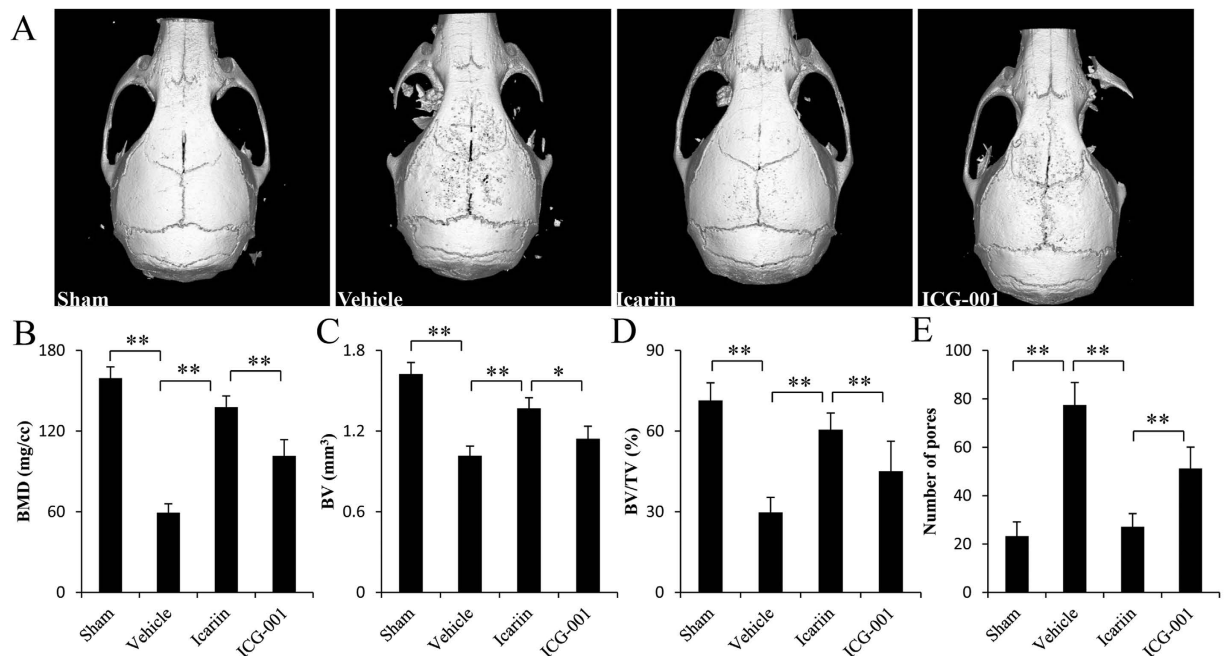 A
Sham
Vehicle
Icariin
ICG-001
B
180
120
60
0
BMD (mg/cc)
**
**
**
Sham
Vehicle
Icariin
ICG-001
C
1.8
1.2
0.6
0
BV (mm³)
**
**
*
Sham
Vehicle
Icariin
ICG-001
D
90
60
30
0
BV/TV (%)
**
**
**
Sham
Vehicle
Icariin
ICG-001
E
100
80
60
40
20
0
Number of pores
**
**
**
Sham
Vehicle
Icariin
ICG-001